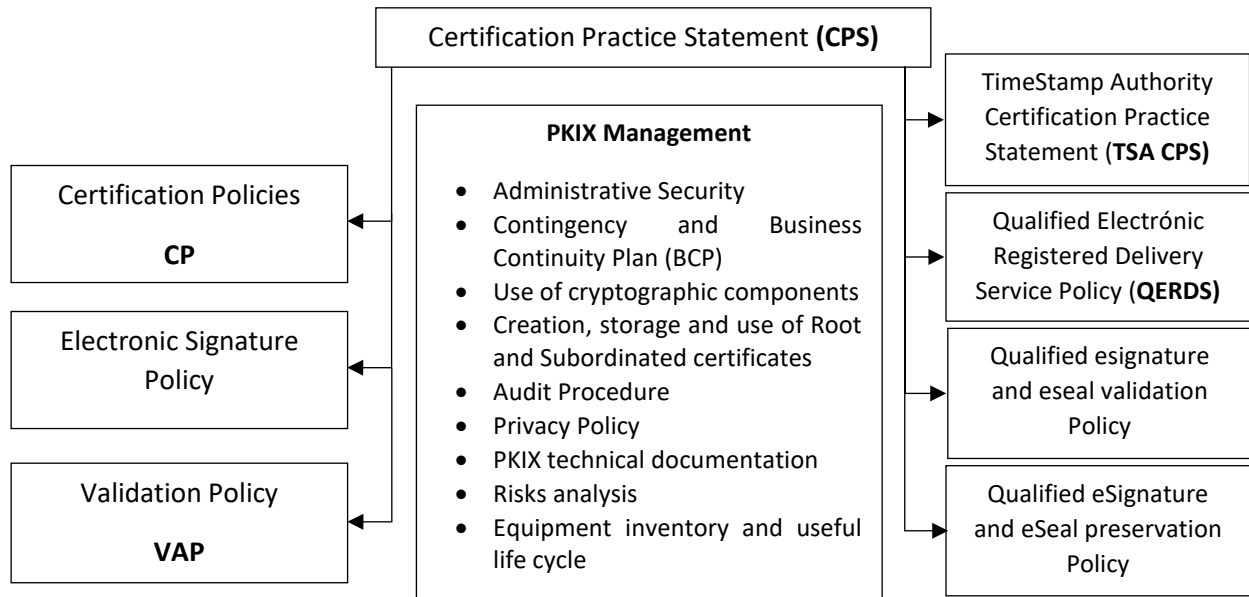 Certification Practice Statement (CPS)
Certification Policies
CP
Electronic Signature
Policy
Validation Policy
VAP
PKIX Management
• Administrative Security
• Contingency and Business
Continuity Plan (BCP)
• Use of cryptographic components
• Creation, storage and use of Root
and Subordinated certificates
• Audit Procedure
• Privacy Policy
• PKIX technical documentation
• Risks analysis
• Equipment inventory and useful
life cycle
TimeStamp Authority
Certification Practice
Statement (TSA CPS)
Qualified Electrónic
Registered Delivery
Service Policy (QERDS)
Qualified esignature
and eseal validation
Policy
Qualified eSignature
and eSeal preservation
Policy